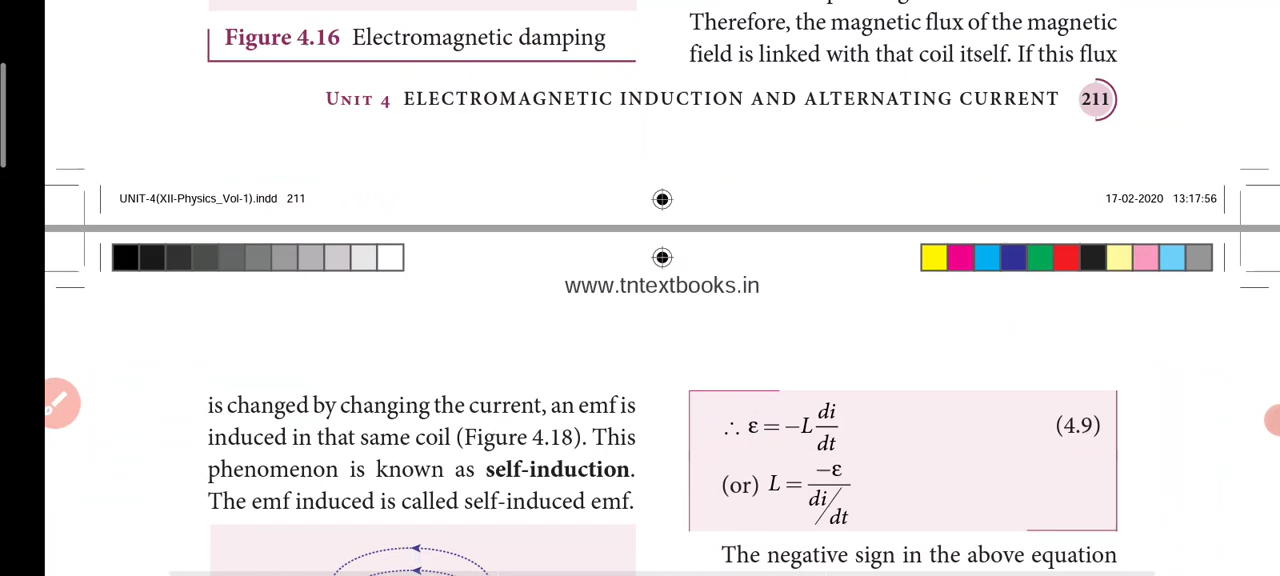 Figure 4.16 Electromagnetic damping
Therefore, the magnetic flux of the magnetic
field is linked with that coil itself. If this flux
UNIT 4 ELECTROMAGNETIC INDUCTION AND ALTERNATING CURRENT 211
UNIT-4(XII-Physics_Vol-1).indd 211
17-02-2020 13:17:56
www.tntextbooks.in
is changed by changing the current, an emf is
induced in that same coil (Figure 4.18). This
phenomenon is known as self-induction.
The emf induced is called self-induced emf.
∴ ε = −L di/dt (4.9)
(or) L = −ε / (di/dt)
The negative sign in the above equation